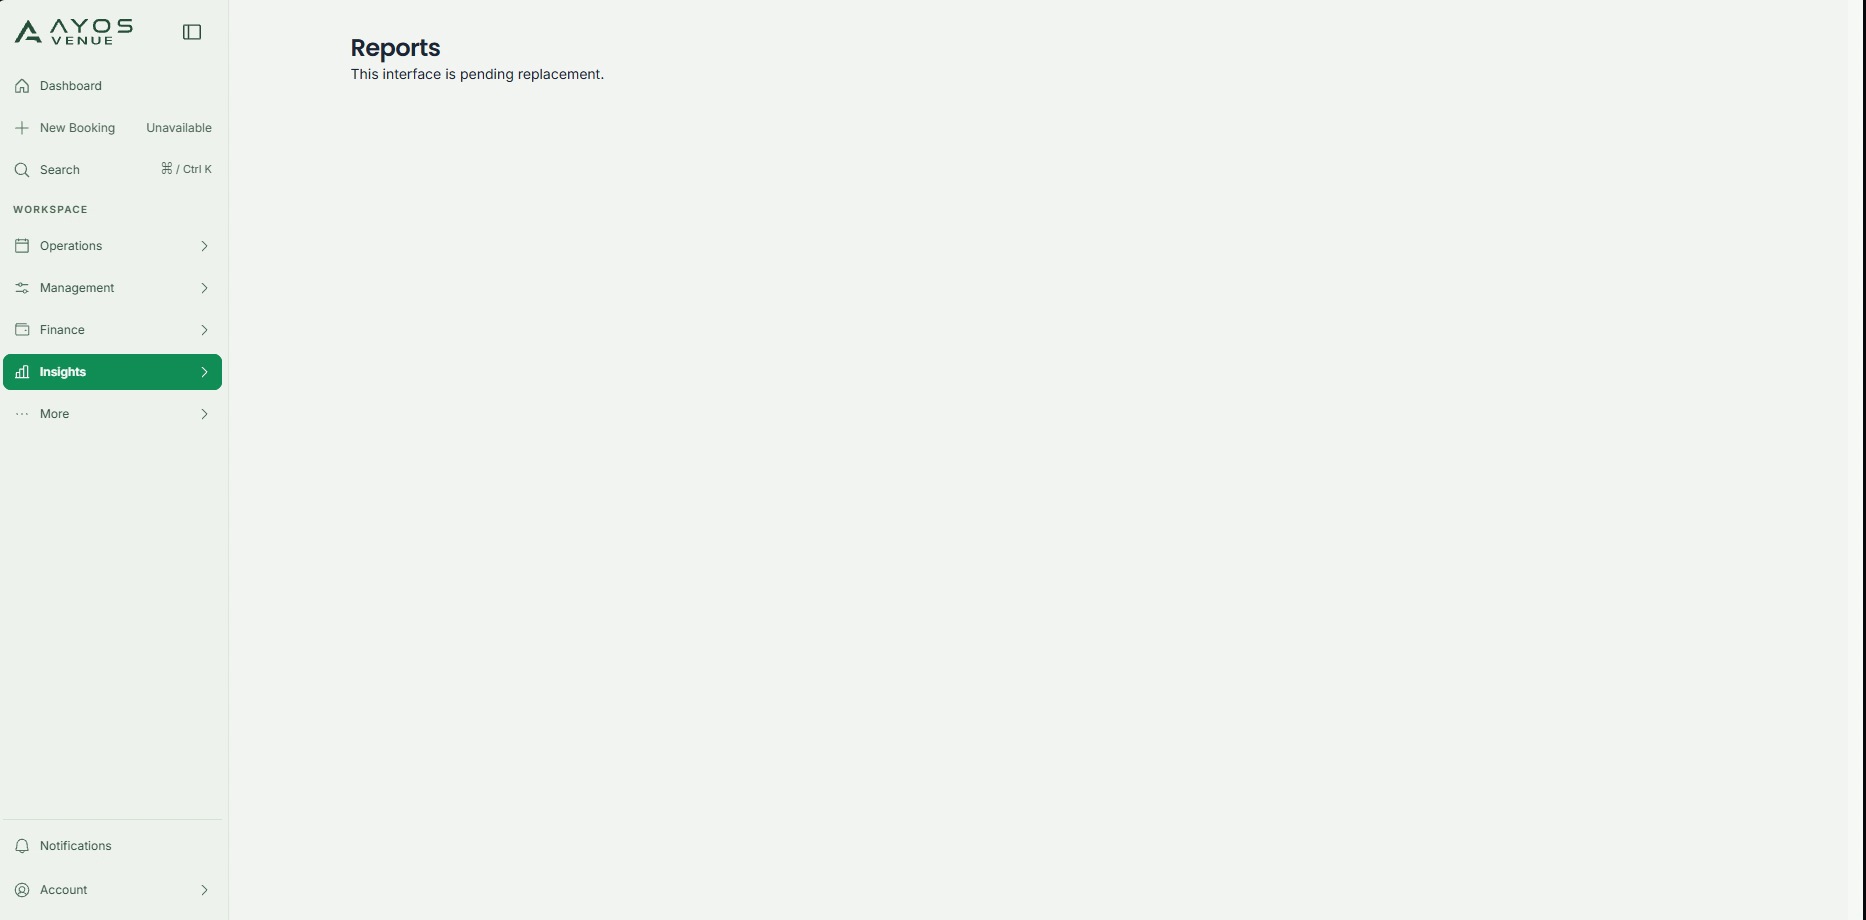 AYOS
VENUE
Dashboard
New Booking Unavailable
Search ⌘ / Ctrl K
WORKSPACE
Operations
Management
Finance
Insights
More
Notifications
Account
Reports
This interface is pending replacement.